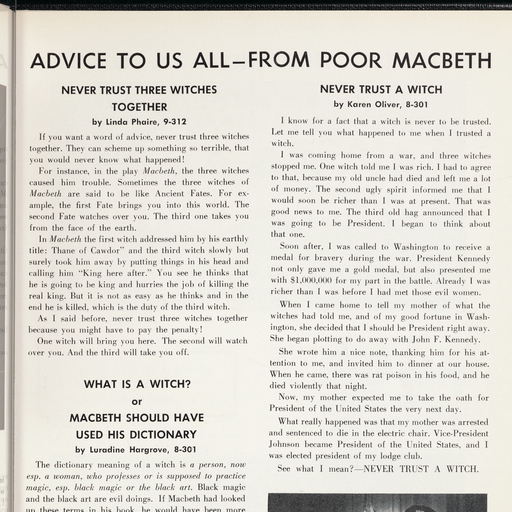 ADVICE TO US ALL—FROM POOR MACBETH
NEVER TRUST THREE WITCHES
TOGETHER
by Linda Phaire, 9-312
If you want a word of advice, never trust three witches
together. They can scheme up something so terrible, that
you would never know what happened!
For instance, in the play Macbeth, the three witches
caused him trouble. Sometimes the three witches of
Macbeth are said to be like Ancient Fates. For ex-
ample, the first Fate brings you into this world. The
second Fate watches over you. The third one takes you
from the face of the earth.
In Macbeth the first witch addressed him by his earthly
title: Thane of Cawdor" and the third witch slowly but
surely took him away by putting things in his head and
calling him "King here after." You see he thinks that
he is going to be king and hurries the job of killing the
real king. But it is not as easy as he thinks and in the
end he is killed, which is the duty of the third witch.
As I said before, never trust three witches together
because you might have to pay the penalty!
One witch will bring you here. The second will watch
over you. And the third will take you off.
WHAT IS A WITCH?
or
MACBETH SHOULD HAVE
USED HIS DICTIONARY
by Luradine Hargrove, 8-301
The dictionary meaning of a witch is a person, now
esp. a woman, who professes or is supposed to practice
magic, esp. black magic or the black art. Black magic
and the black art are evil doings. If Macbeth had looked
up these terms in his book, he would have been more
NEVER TRUST A WITCH
by Karen Oliver, 8-301
I know for a fact that a witch is never to be trusted.
Let me tell you what happened to me when I trusted a
witch.
I was coming home from a war, and three witches
stopped me. One witch told me I was rich. I had to agree
to that, because my old uncle had died and left me a lot
of money. The second ugly spirit informed me that I
would soon be richer than I was at present. That was
good news to me. The third old hag announced that I
was going to be President. I began to think about
that one.
Soon after, I was called to Washington to receive a
medal for bravery during the war. President Kennedy
not only gave me a gold medal, but also presented me
with $1,000,000 for my part in the battle. Already I was
richer than I was before I had met those evil women.
When I came home to tell my mother of what the
witches had told me, and of my good fortune in Wash-
ington, she decided that I should be President right away.
She began plotting to do away with John F. Kennedy.
She wrote him a nice note, thanking him for his at-
tention to me, and invited him to dinner at our house.
When he came, there was rat poison in his food, and he
died violently that night.
Now, my mother expected me to take the oath for
President of the United States the very next day.
What really happened was that my mother was arrested
and sentenced to die in the electric chair. Vice-President
Johnson became President of the United States, and I
was elected president of my lodge club.
See what I mean?—NEVER TRUST A WITCH.